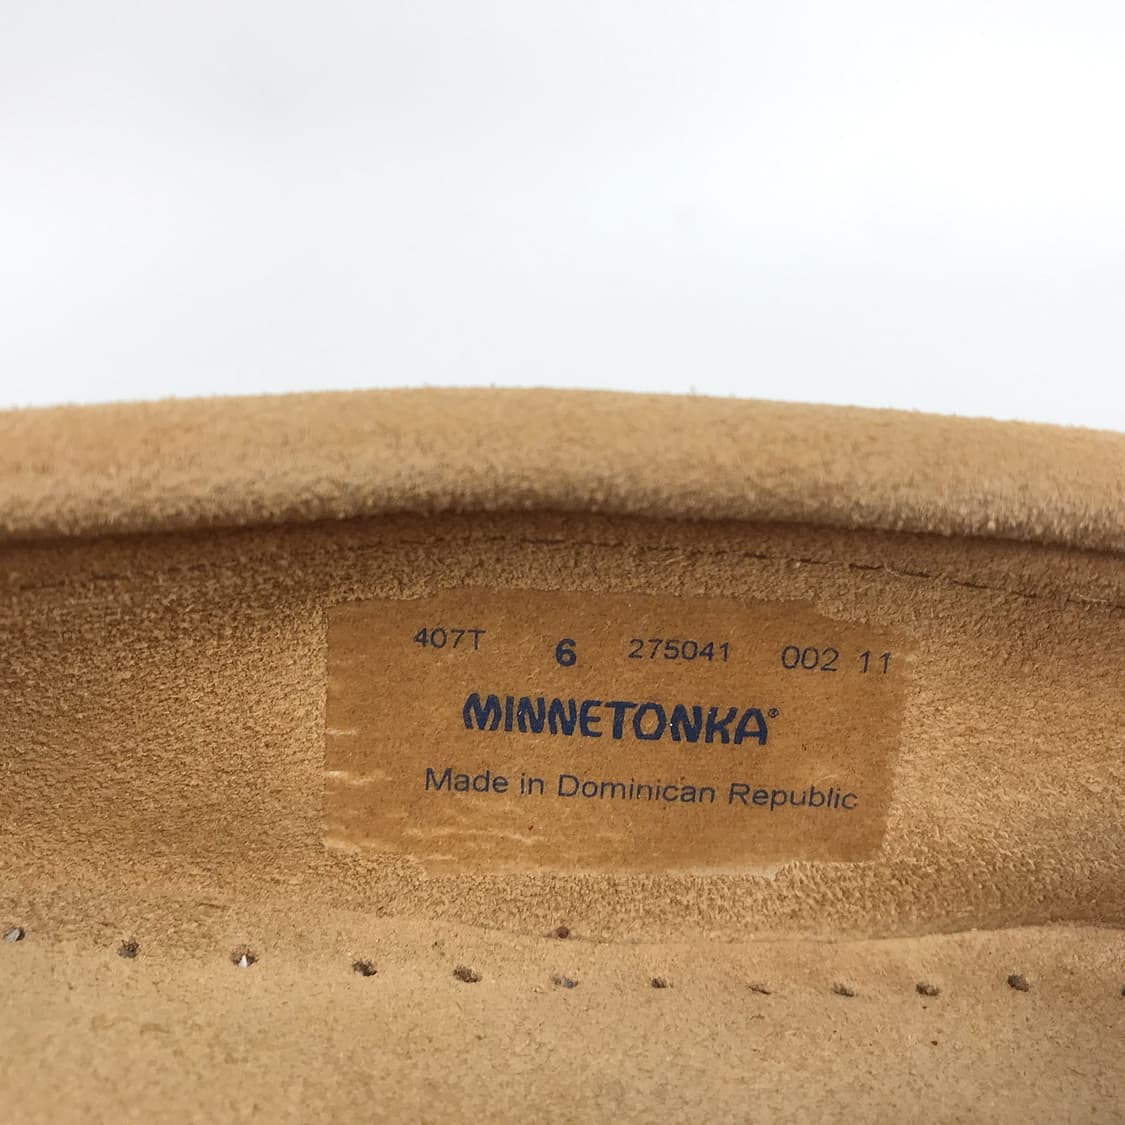 407T 6 275041 002 11
MINNETONKA®
Made in Dominican Republic